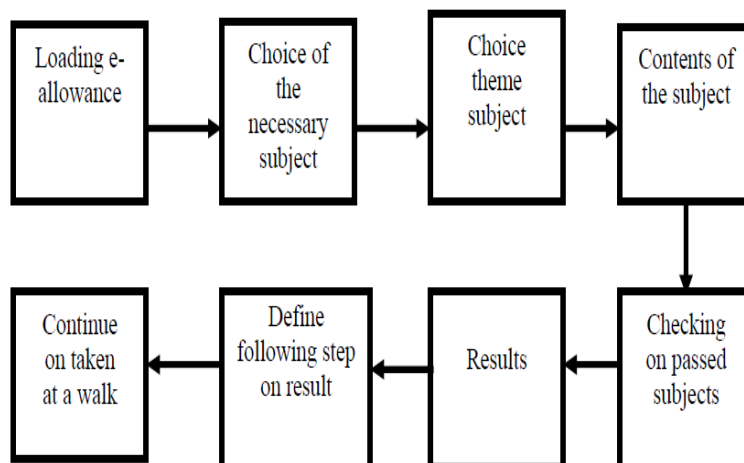 Loading e-
allowance
Choice of
the
necessary
subject
Choice
theme
subject
Contents of
the subject
Checking
on passed
subjects
Results
Define
following step
on result
Continue
on taken
at a walk